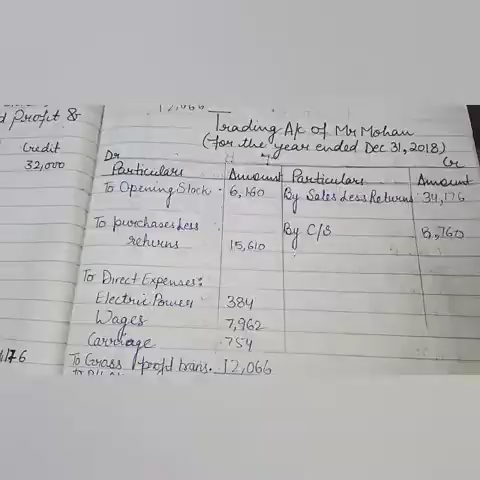 d Profit &
Credit
32,000
176
12,066
Trading A/c of Mr Mohan
(for the year ended Dec 31, 2018)
Dr Cr
Particulars Amount Particulars Amount
To Opening Stock 6,160 By Sales Less Returns 34,176
To purchases Less By C/S 8,760
returns 15,610
To Direct Expenses:
Electric Power 384
Wages 7,962
Carriage 754
To Gross profit trans. 12,066